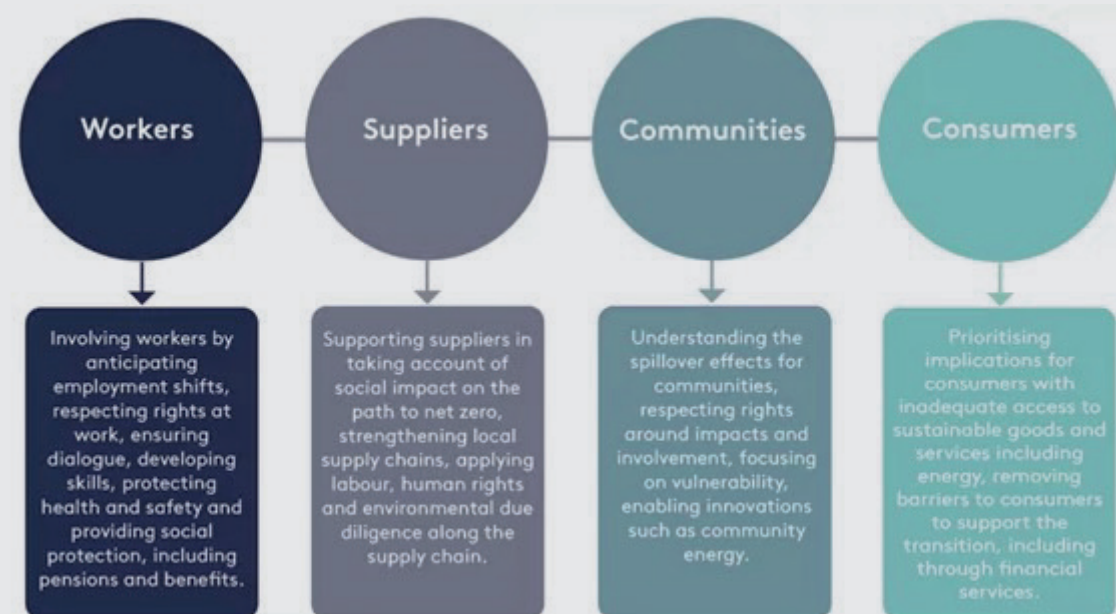 Workers
Suppliers
Communities
Consumers
Involving workers by
anticipating
employment shifts,
respecting rights at
work, ensuring
dialogue, developing
skills, protecting
health and safety and
providing social
protection, including
pensions and benefits.
Supporting suppliers in
taking account of
social impact on the
path to net zero,
strengthening local
supply chains, applying
labour, human rights
and environmental due
diligence along the
supply chain.
Understanding the
spillover effects for
communities,
respecting rights
around impacts and
involvement, focusing
on vulnerability,
enabling innovations
such as community
energy.
Prioritising
implications for
consumers with
inadequate access to
sustainable goods and
services including
energy, removing
barriers to consumers
to support the
transition, including
through financial
services.